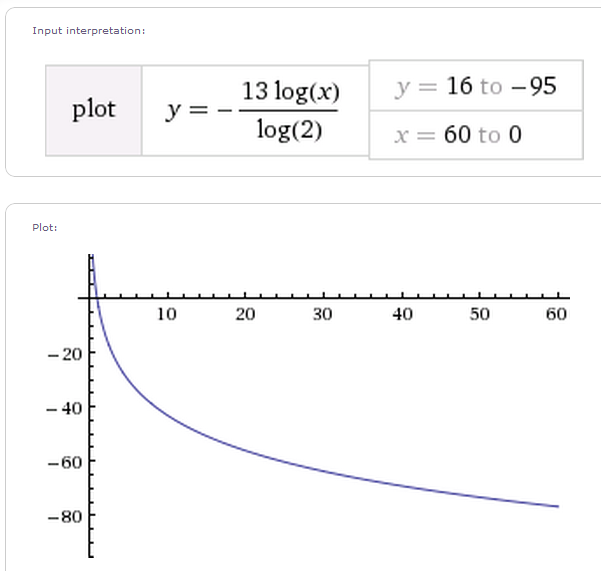 Input interpretation:
plot y = − 13 log(x) / log(2) y = 16 to −95
x = 60 to 0
Plot:
10 20 30 40 50 60
−20
−40
−60
−80